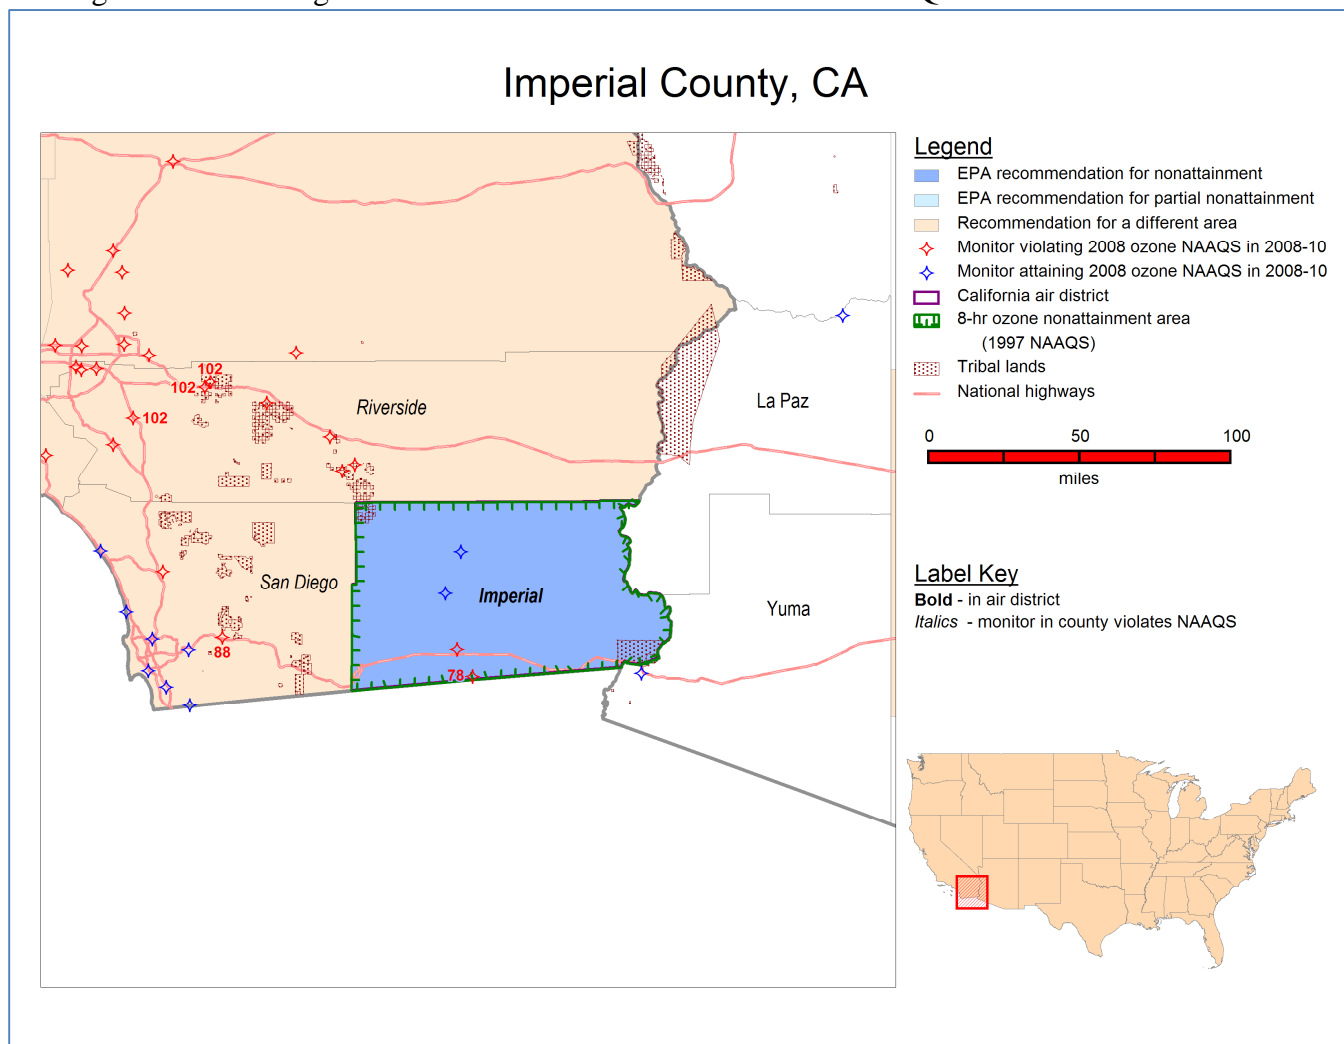 Imperial County, CA
Legend
EPA recommendation for nonattainment
EPA recommendation for partial nonattainment
Recommendation for a different area
Monitor violating 2008 ozone NAAQS in 2008-10
Monitor attaining 2008 ozone NAAQS in 2008-10
California air district
8-hr ozone nonattainment area
(1997 NAAQS)
Tribal lands
National highways
0 50 100
miles
102
102
102
Riverside
La Paz
San Diego
Imperial
Yuma
88
78
Label Key
Bold - in air district
Italics - monitor in county violates NAAQS